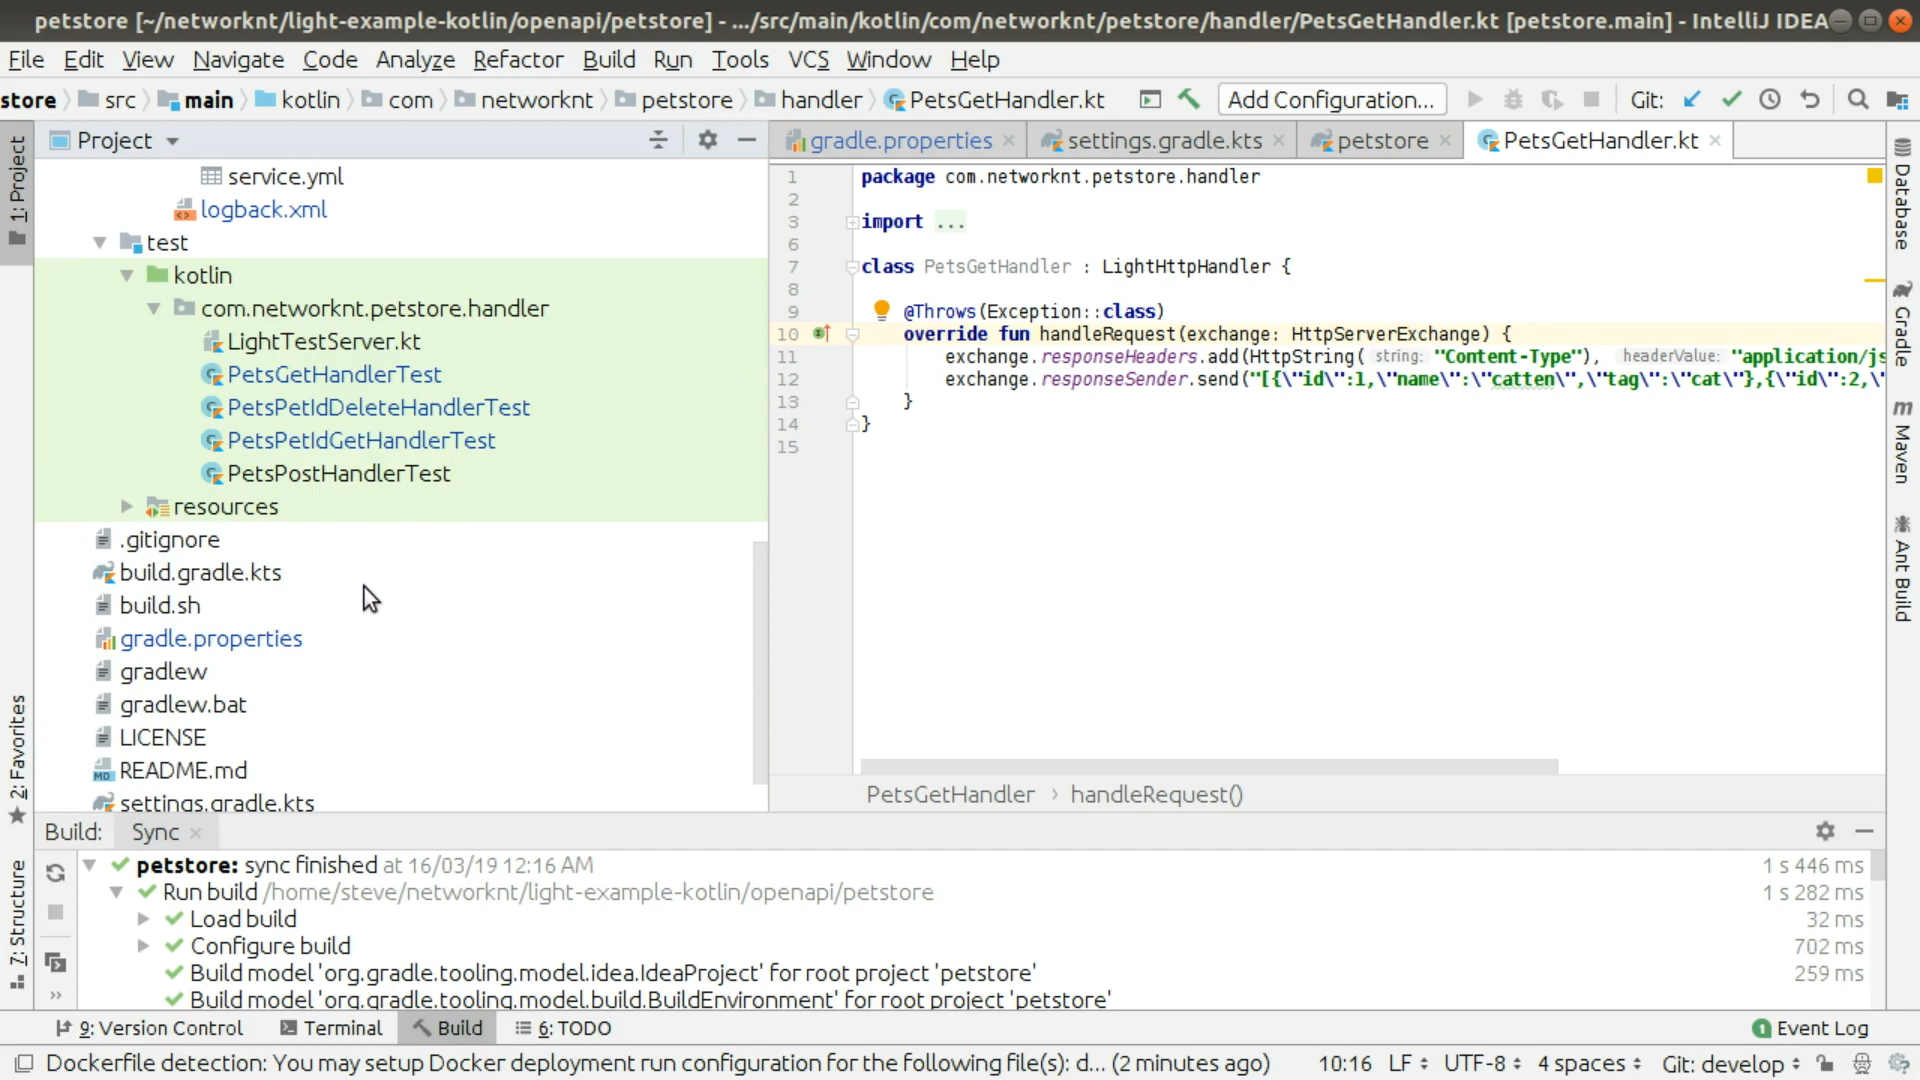 petstore [~/networknt/light-example-kotlin/openapi/petstore] - .../src/main/kotlin/com/networknt/petstore/handler/PetsGetHandler.kt [petstore.main] - IntelliJ IDEA
File Edit View Navigate Code Analyze Refactor Build Run Tools VCS Window Help
store src main kotlin com networknt petstore handler PetsGetHandler.kt Add Configuration... Git:
Project
gradle.properties settings.gradle.kts petstore PetsGetHandler.kt
1: Project
2: Favorites
7: Structure
service.yml
logback.xml
test
kotlin
com.networknt.petstore.handler
LightTestServer.kt
PetsGetHandlerTest
PetsPetIdDeleteHandlerTest
PetsPetIdGetHandlerTest
PetsPostHandlerTest
resources
.gitignore
build.gradle.kts
build.sh
gradle.properties
gradlew
gradlew.bat
LICENSE
MD README.md
settings.gradle.kts
1 package com.networknt.petstore.handler
2
3 import ...
6
7 class PetsGetHandler : LightHttpHandler {
8
9 @Throws(Exception::class)
10 override fun handleRequest(exchange: HttpServerExchange) {
11 exchange.responseHeaders.add(HttpString( string: "Content-Type"), headerValue: "application/js
12 exchange.responseSender.send("[{\"id\":1,\"name\":\"catten\",\"tag\":\"cat\"},{\"id\":2,\"
13 }
14 }
15
PetsGetHandler › handleRequest()
Database
Gradle
m Maven
Ant Build
Build: Sync
petstore: sync finished at 16/03/19 12:16 AM 1 s 446 ms
Run build /home/steve/networknt/light-example-kotlin/openapi/petstore 1 s 282 ms
Load build 32 ms
Configure build 702 ms
Build model 'org.gradle.tooling.model.idea.IdeaProject' for root project 'petstore' 259 ms
Build model 'org.gradle.tooling.model.build.BuildEnvironment' for root project 'petstore'
9: Version Control Terminal Build 6: TODO 1 Event Log
Dockerfile detection: You may setup Docker deployment run configuration for the following file(s): d... (2 minutes ago) 10:16 LF UTF-8 4 spaces Git: develop